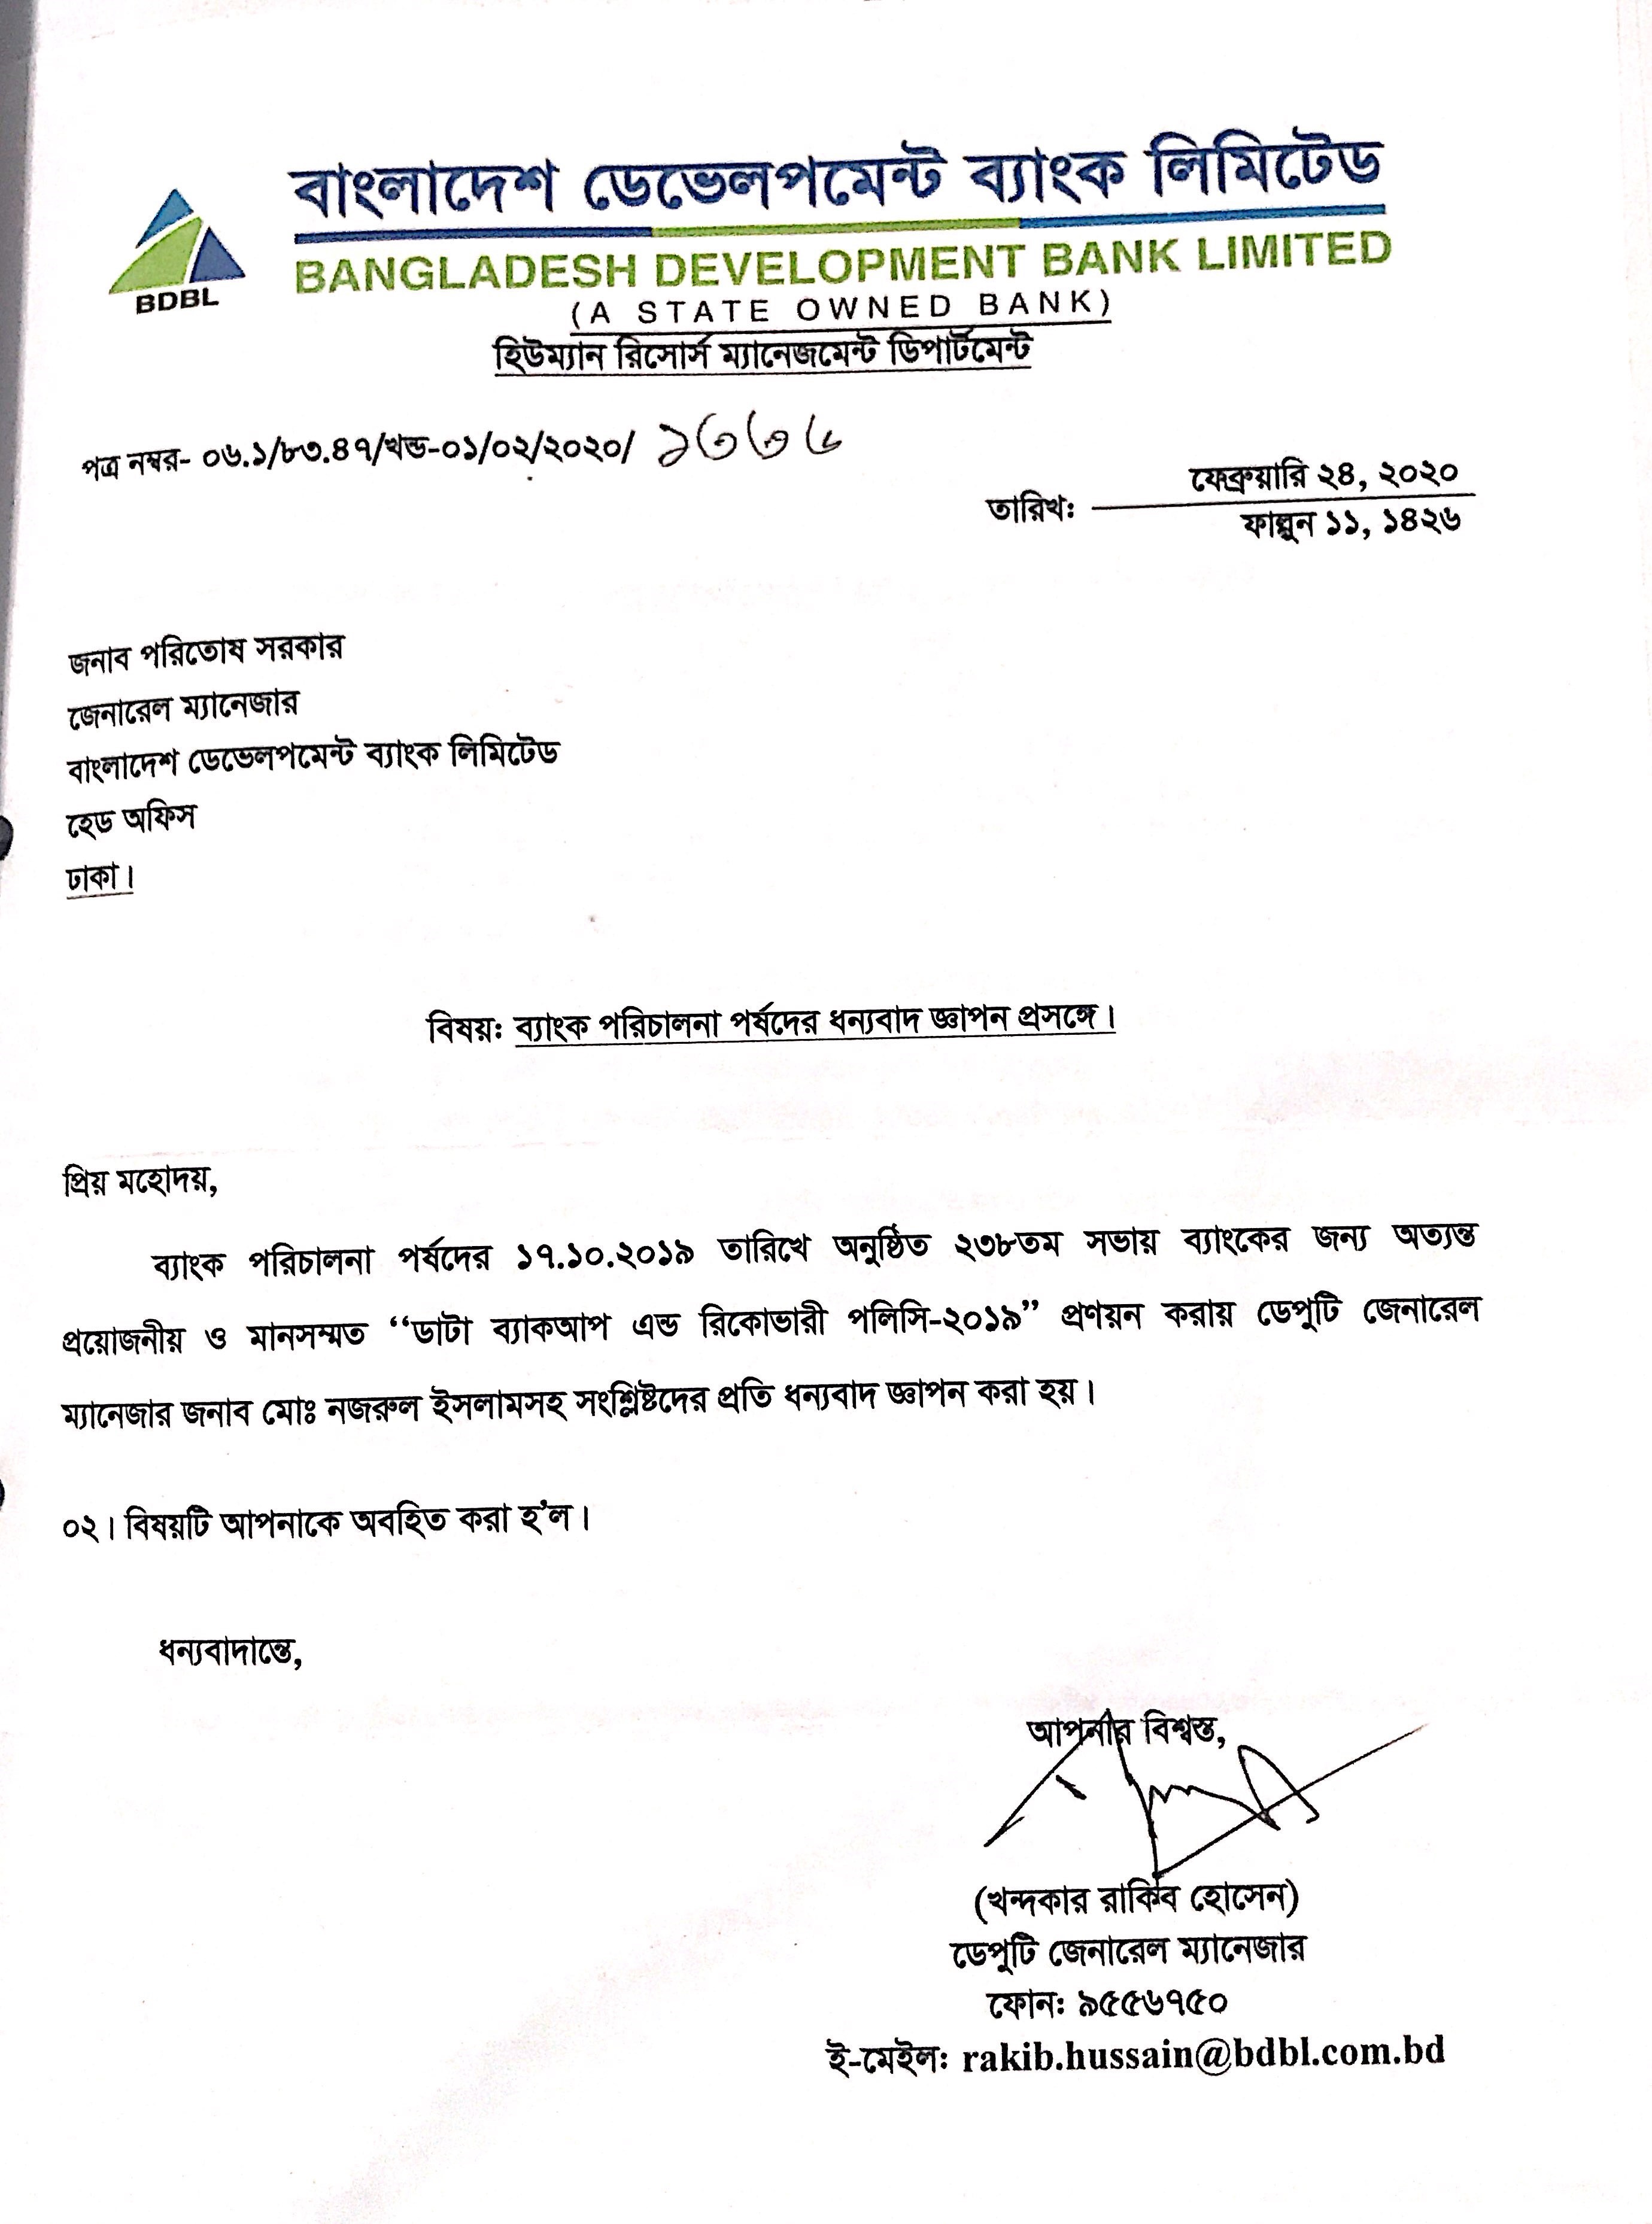 বাংলাদেশ ডেভেলপমেন্ট ব্যাংক লিমিটেড
BDBL
BANGLADESH DEVELOPMENT BANK LIMITED
(A STATE OWNED BANK)
হিউম্যান রিসোর্স ম্যানেজমেন্ট ডিপার্টমেন্ট
পত্র নম্বর- ০৬.১/৮৩.৪৭/খন্ড-০১/০২/২০২০/ ১৩৩৬
ফেব্রুয়ারি ২৪, ২০২০
তারিখঃ
ফাল্গুন ১১, ১৪২৬
জনাব পরিতোষ সরকার
জেনারেল ম্যানেজার
বাংলাদেশ ডেভেলপমেন্ট ব্যাংক লিমিটেড
হেড অফিস
ঢাকা।
বিষয়ঃ ব্যাংক পরিচালনা পর্ষদের ধন্যবাদ জ্ঞাপন প্রসঙ্গে।
প্রিয় মহোদয়,
ব্যাংক পরিচালনা পর্ষদের ১৭.১০.২০১৯ তারিখে অনুষ্ঠিত ২৩৮তম সভায় ব্যাংকের জন্য অত্যন্ত
প্রয়োজনীয় ও মানসম্মত “ডাটা ব্যাকআপ এন্ড রিকোভারী পলিসি-২০১৯” প্রণয়ন করায় ডেপুটি জেনারেল
ম্যানেজার জনাব মোঃ নজরুল ইসলামসহ সংশ্লিষ্টদের প্রতি ধন্যবাদ জ্ঞাপন করা হয়।
০২। বিষয়টি আপনাকে অবহিত করা হ’ল।
ধন্যবাদান্তে,
আপনার বিশ্বস্ত,
(খন্দকার রাকিব হোসেন)
ডেপুটি জেনারেল ম্যানেজার
ফোনঃ ৯৫৫৬৭৫০
ই-মেইলঃ rakib.hussain@bdbl.com.bd